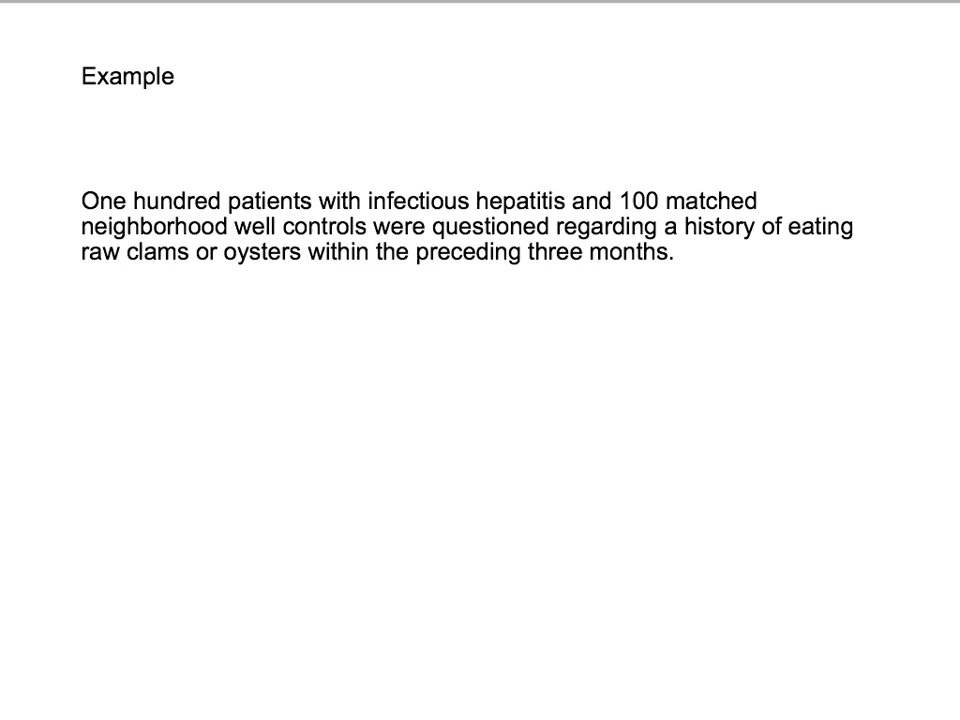 Example
One hundred patients with infectious hepatitis and 100 matched
neighborhood well controls were questioned regarding a history of eating
raw clams or oysters within the preceding three months.